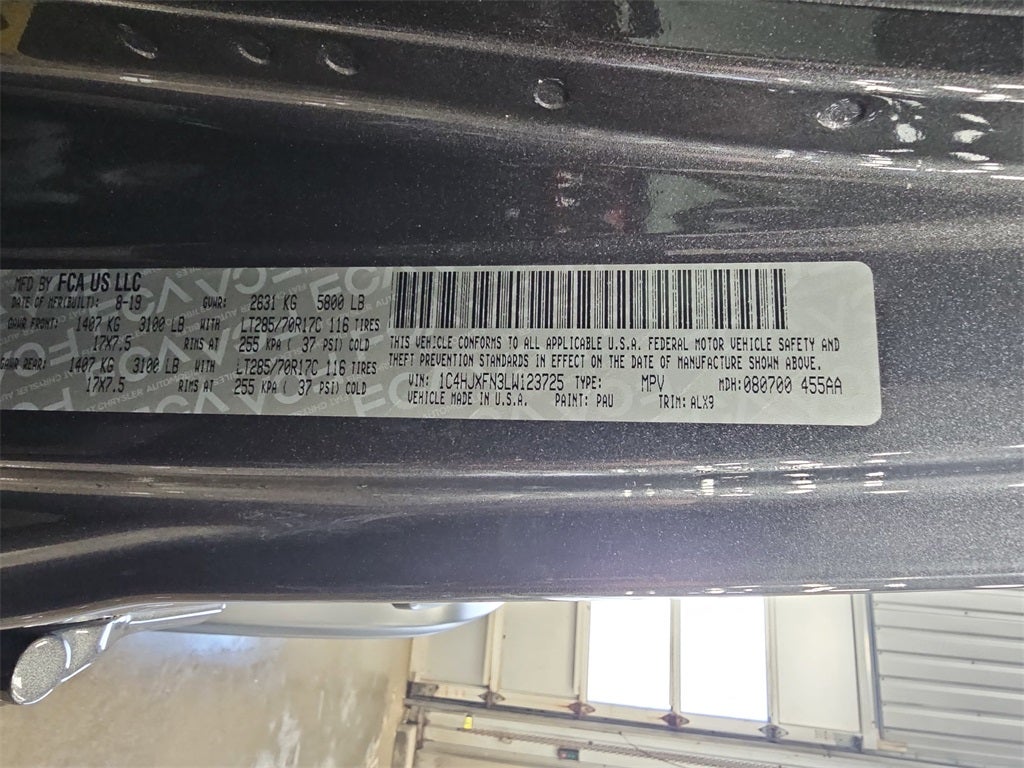 MFD BY FCA US LLC
DATE OF MFR(BUILT): 8-19 GVWR: 2631 KG 5800 LB
GAWR FRONT: 1407 KG 3100 LB WITH LT285/70R17C 116 TIRES
17X7.5 RIMS AT 255 KPA ( 37 PSI) COLD
GAWR REAR: 1407 KG 3100 LB WITH LT285/70R17C 116 TIRES
17X7.5 RIMS AT 255 KPA ( 37 PSI) COLD
THIS VEHICLE CONFORMS TO ALL APPLICABLE U.S.A. FEDERAL MOTOR VEHICLE SAFETY AND
THEFT PREVENTION STANDARDS IN EFFECT ON THE DATE OF MANUFACTURE SHOWN ABOVE.
VIN: 1C4HJXFN3LW123725 TYPE: MPV MDH: 080700 455AA
VEHICLE MADE IN U.S.A. PAINT: PAU TRIM: ALX9